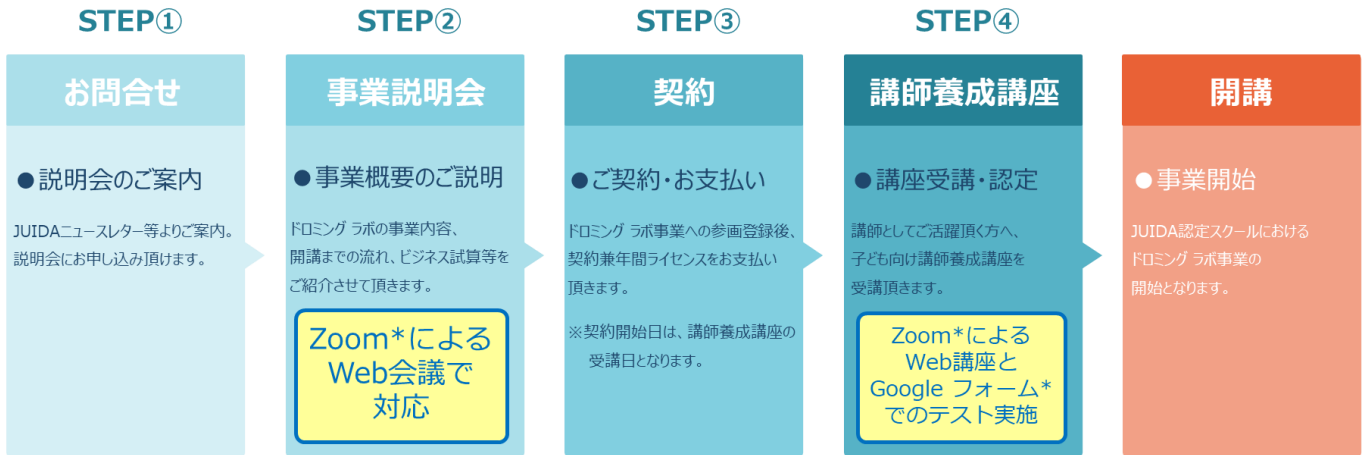 STEP①
お問合せ
●説明会のご案内
JUIDAニュースレター等よりご案内。
説明会にお申し込み頂けます。
STEP②
事業説明会
●事業概要のご説明
ドロミング ラボの事業内容、
開講までの流れ、ビジネス試算等を
ご紹介させて頂きます。
Zoom*による
Web会議で
対応
STEP③
契約
●ご契約・お支払い
ドロミング ラボ事業への参画登録後、
契約兼年間ライセンスをお支払い
頂きます。
※契約開始日は、講師養成講座の
受講日となります。
STEP④
講師養成講座
●講座受講・認定
講師としてご活躍頂く方へ、
子ども向け講師養成講座を
受講頂きます。
Zoom*による
Web講座と
Google フォーム*
でのテスト実施
開講
●事業開始
JUIDA認定スクールにおける
ドロミング ラボ事業の
開始となります。